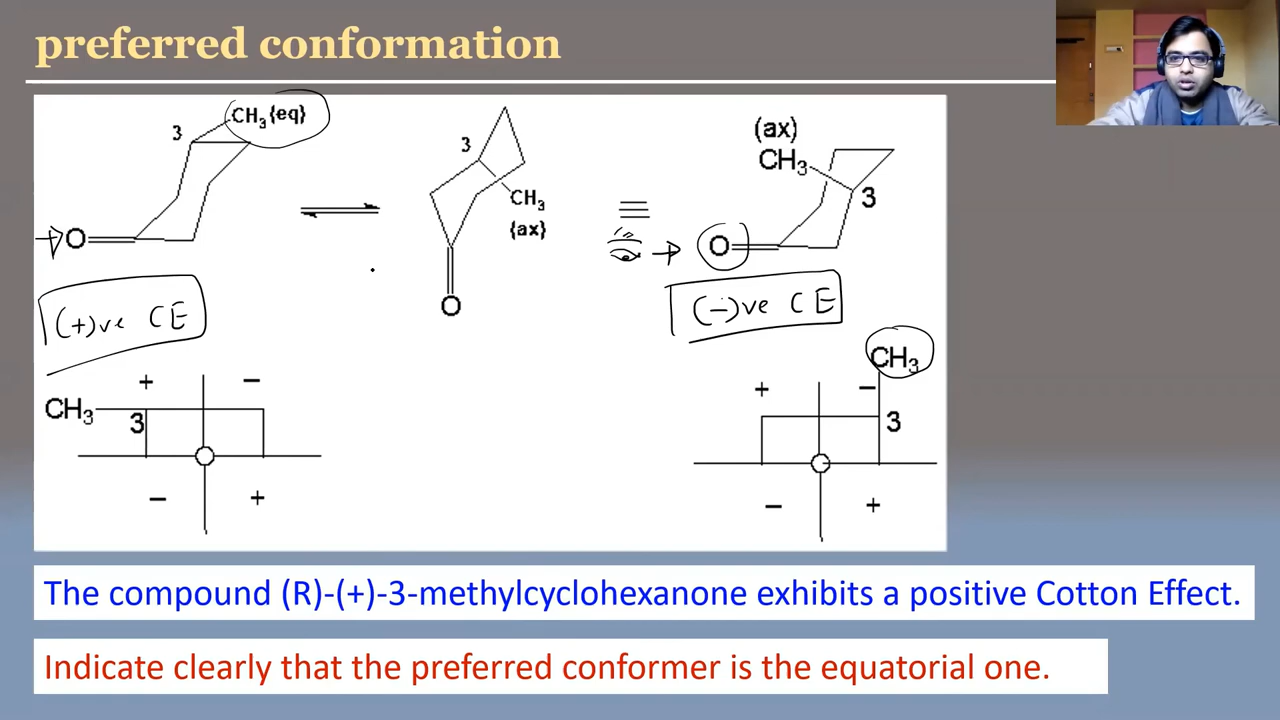 preferred conformation
3
CH₃{eq}
O
(+)ve CE
3
CH₃
{ax}
O
≡
(ax)
CH₃
3
O
(−)ve CE
+ −
CH₃
3
− +
CH₃
+ −
3
− +
The compound (R)-(+)-3-methylcyclohexanone exhibits a positive Cotton Effect.
Indicate clearly that the preferred conformer is the equatorial one.